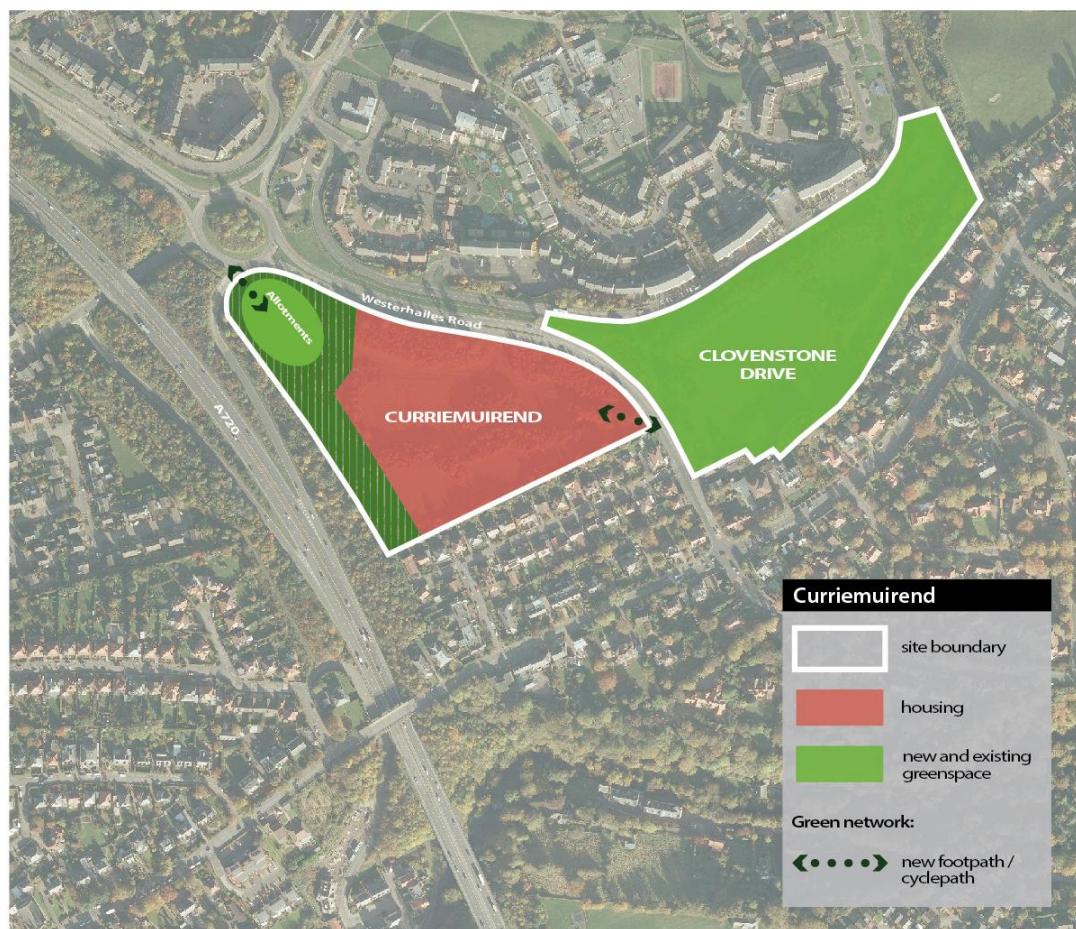 Allotments
Westerhailes Road
CLOVENSTONE
DRIVE
CURRIEMUIREND
A720
Curriemuirend
site boundary
housing
new and existing
greenspace
Green network:
new footpath /
cyclepath